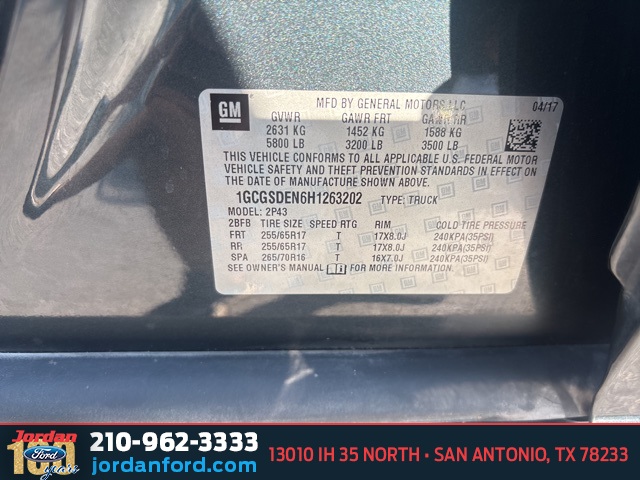 GM
MFD BY GENERAL MOTORS LLC 04/17
GVWR GAWR FRT GAWR RR
2631 KG 1452 KG 1588 KG
5800 LB 3200 LB 3500 LB
THIS VEHICLE CONFORMS TO ALL APPLICABLE U.S. FEDERAL MOTOR
VEHICLE SAFETY AND THEFT PREVENTION STANDARDS IN EFFECT ON
THE DATE OF MANUFACTURE SHOWN ABOVE.
1GCGSDEN6H1263202 TYPE: TRUCK
MODEL: 2P43
2BFB TIRE SIZE SPEED RTG RIM COLD TIRE PRESSURE
FRT 255/65R17 T 17X8.0J 240KPA(35PSI)
RR 255/65R17 T 17X8.0J 240KPA(35PSI)
SPA 265/70R16 T 16X7.0J 240KPA(35PSI)
SEE OWNER'S MANUAL FOR MORE INFORMATION.
Jordan
Ford
100
years
210-962-3333
jordanford.com
13010 IH 35 NORTH • SAN ANTONIO, TX 78233